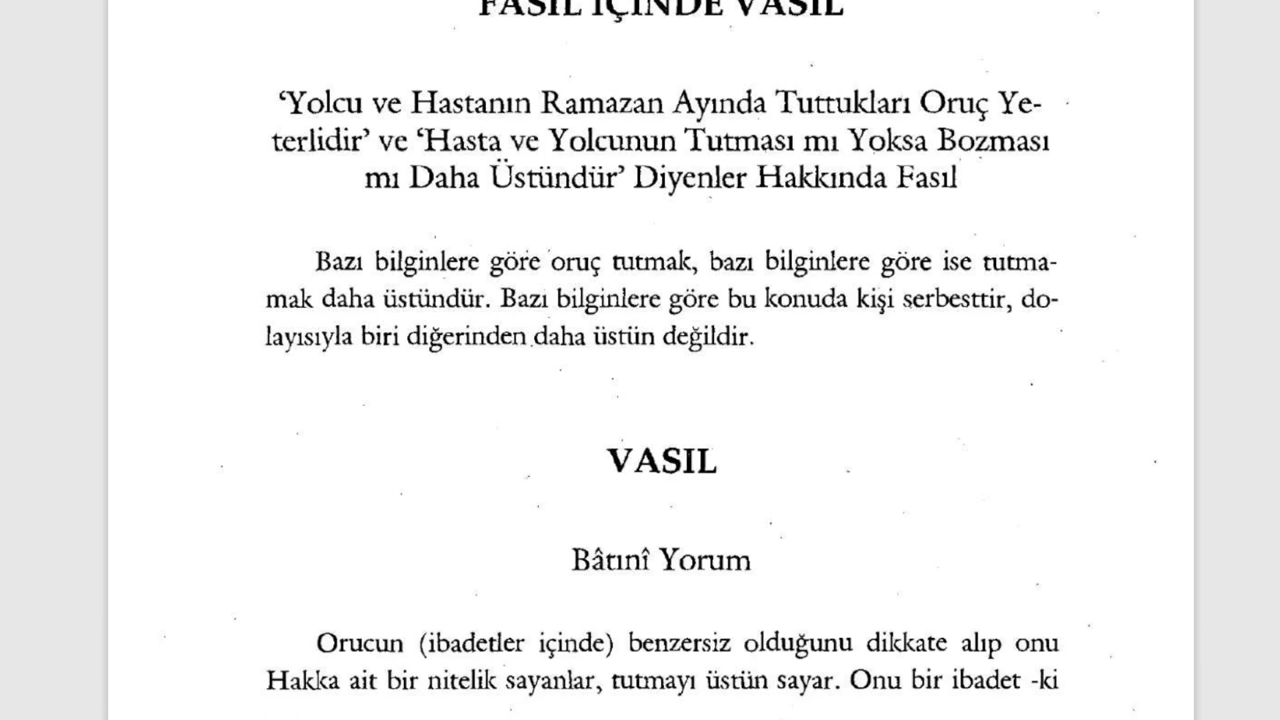 FASIL İÇİNDE VASIL
‘Yolcu ve Hastanın Ramazan Ayında Tuttukları Oruç Ye-
terlidir’ ve ‘Hasta ve Yolcunun Tutması mı Yoksa Bozması
mı Daha Üstündür’ Diyenler Hakkında Fasıl
Bazı bilginlere göre oruç tutmak, bazı bilginlere göre ise tutma-
mak daha üstündür. Bazı bilginlere göre bu konuda kişi serbesttir, do-
layısıyla biri diğerinden daha üstün değildir.
VASIL
Bâtınî Yorum
Orucun (ibadetler içinde) benzersiz olduğunu dikkate alıp onu
Hakka ait bir nitelik sayanlar, tutmayı üstün sayar. Onu bir ibadet -ki